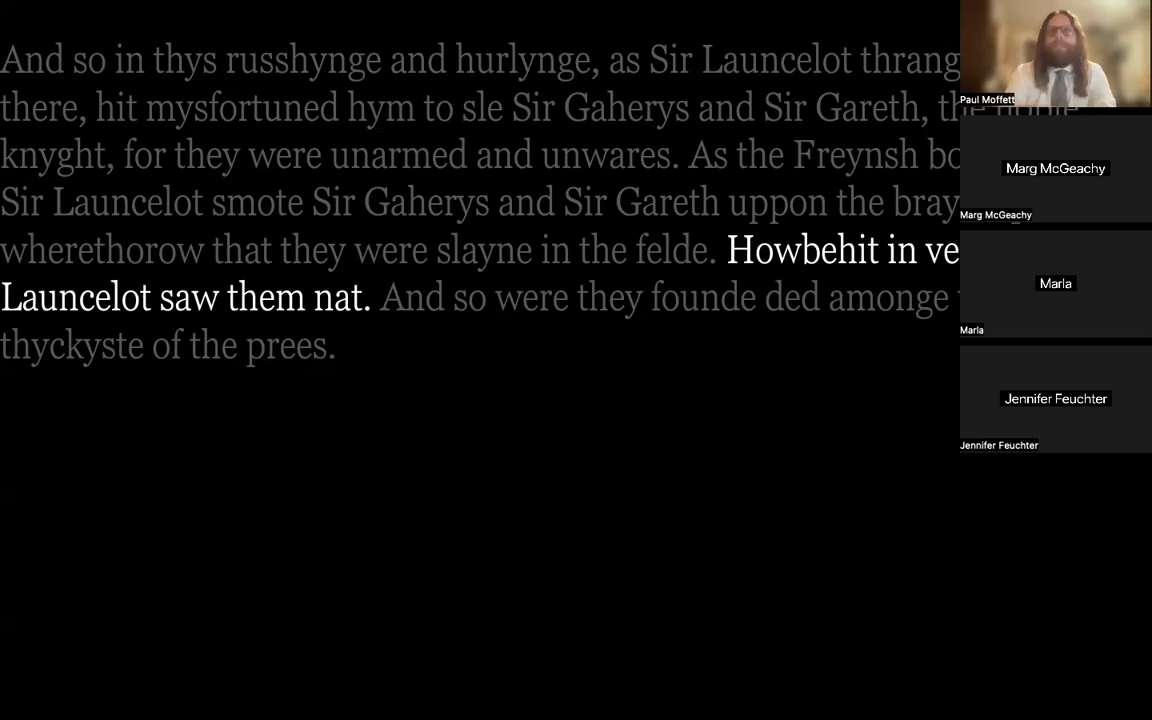 And so in thys russhynge and hurlynge, as Sir Launcelot thrang
there, hit mysfortuned hym to sle Sir Gaherys and Sir Gareth, the noble
knyght, for they were unarmed and unwares. As the Freynsh
Sir Launcelot smote Sir Gaherys and Sir Gareth uppon the
wherethorow that they were slayne in the felde. Howbehit in
Launcelot saw them nat. And so were they founde ded amonge
thyckyste of the prees.
Paul Moffett
Marg McGeachy
Marg McGeachy
Marla
Marla
Jennifer Feuchter
Jennifer Feuchter